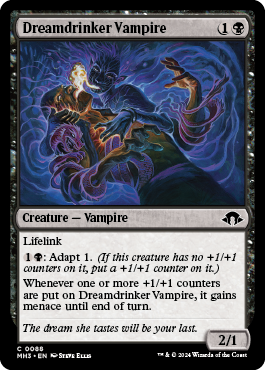 Dreamdrinker Vampire 1
Creature — Vampire
Lifelink
1: Adapt 1. (If this creature has no +1/+1
counters on it, put a +1/+1 counter on it.)
Whenever one or more +1/+1 counters
are put on Dreamdrinker Vampire, it gains
menace until end of turn.
The dream she tastes will be your last.
2/1
C 0088
MH3 • EN Steve Ellis
™ & © 2024 Wizards of the Coast